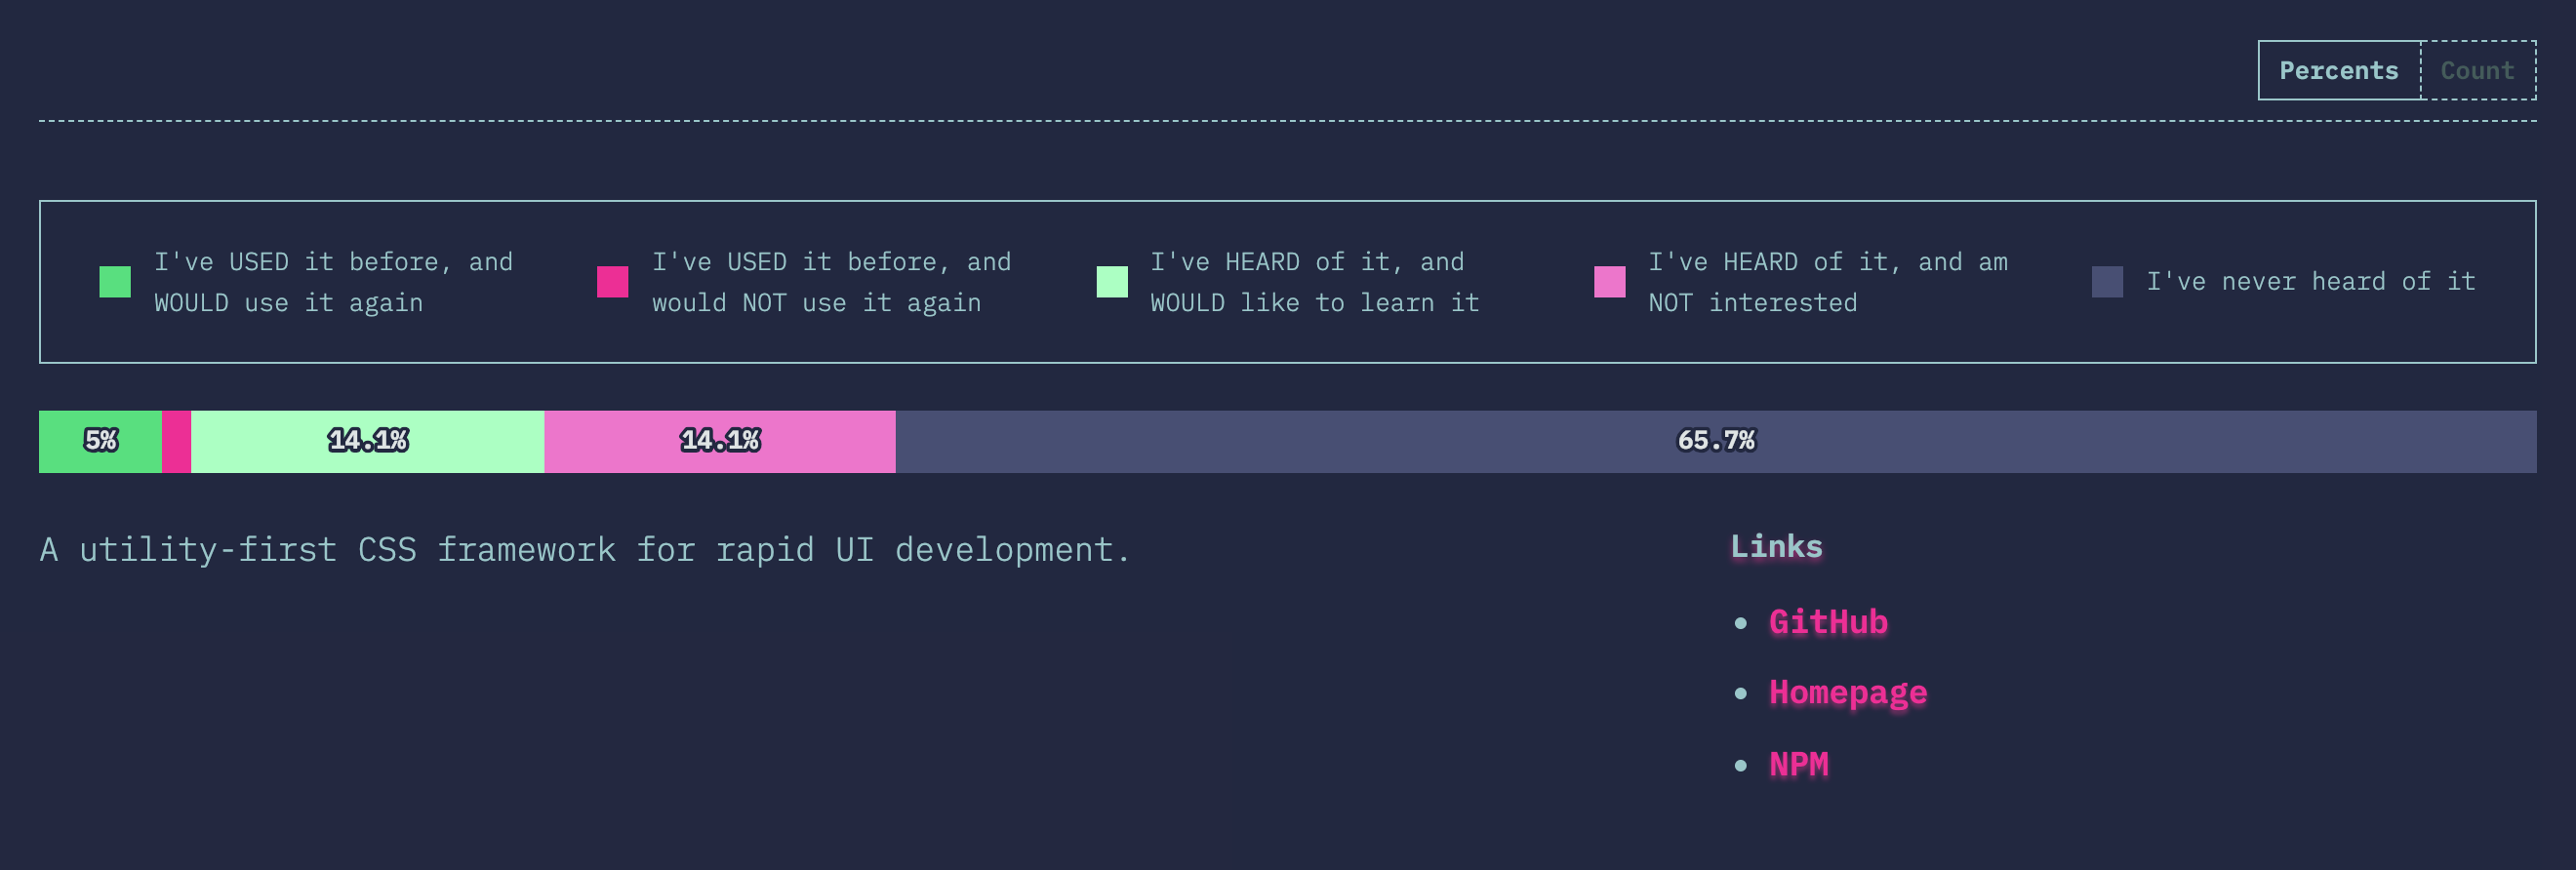 Percents Count
I've USED it before, and
WOULD use it again
I've USED it before, and
would NOT use it again
I've HEARD of it, and
WOULD like to learn it
I've HEARD of it, and am
NOT interested
I've never heard of it
5% 14.1% 14.1% 65.7%
A utility-first CSS framework for rapid UI development.
Links
GitHub
Homepage
NPM